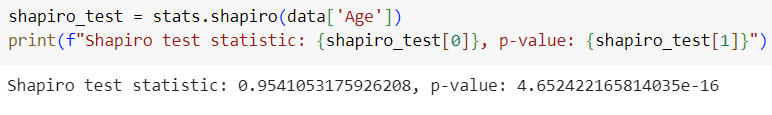 shapiro_test = stats.shapiro(data['Age'])
print(f"Shapiro test statistic: {shapiro_test[0]}, p-value: {shapiro_test[1]}")
Shapiro test statistic: 0.9541053175926208, p-value: 4.652422165814035e-16